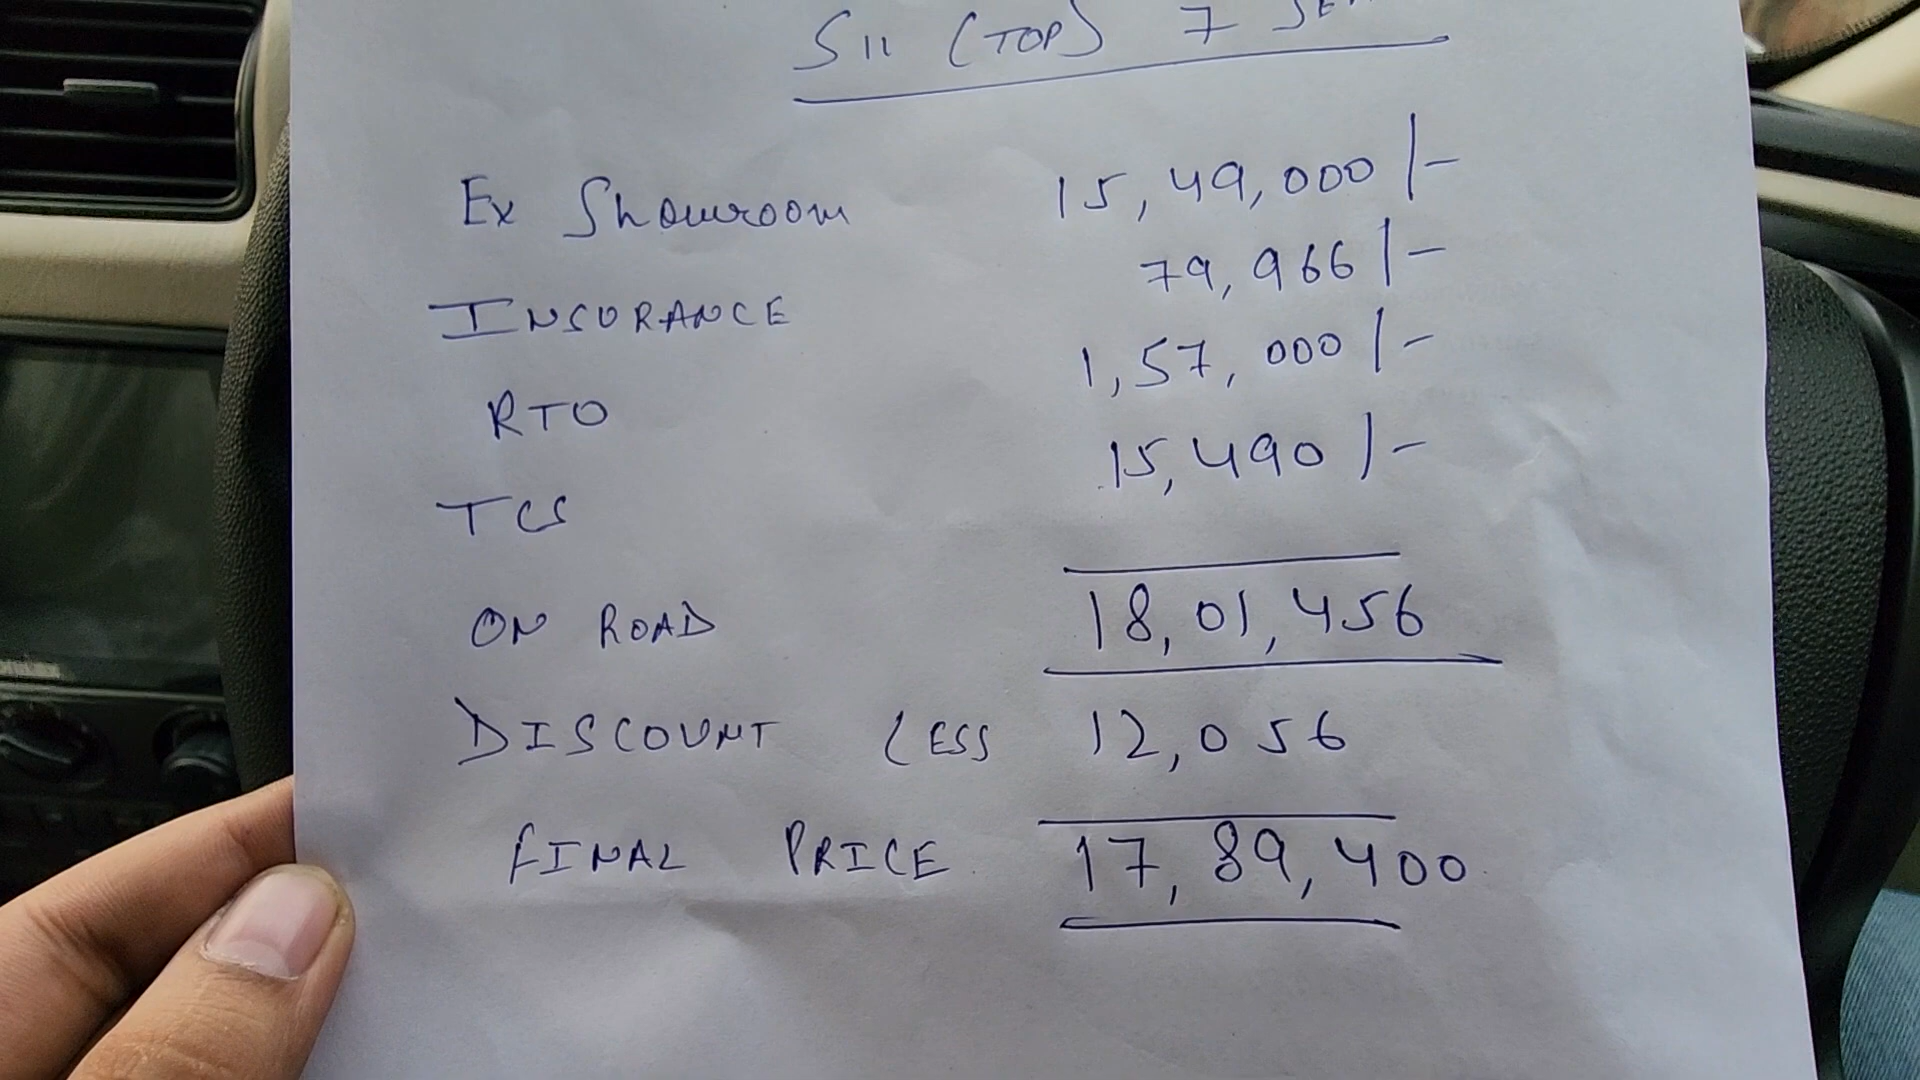 S11 (TOP) 7
Ex Showroom 15,49,000/-
INSURANCE 79,966/-
RTO 1,57,000/-
TCS 15,490/-
ON ROAD 18,01,456
DISCOUNT LESS 12,056
FINAL PRICE 17,89,400